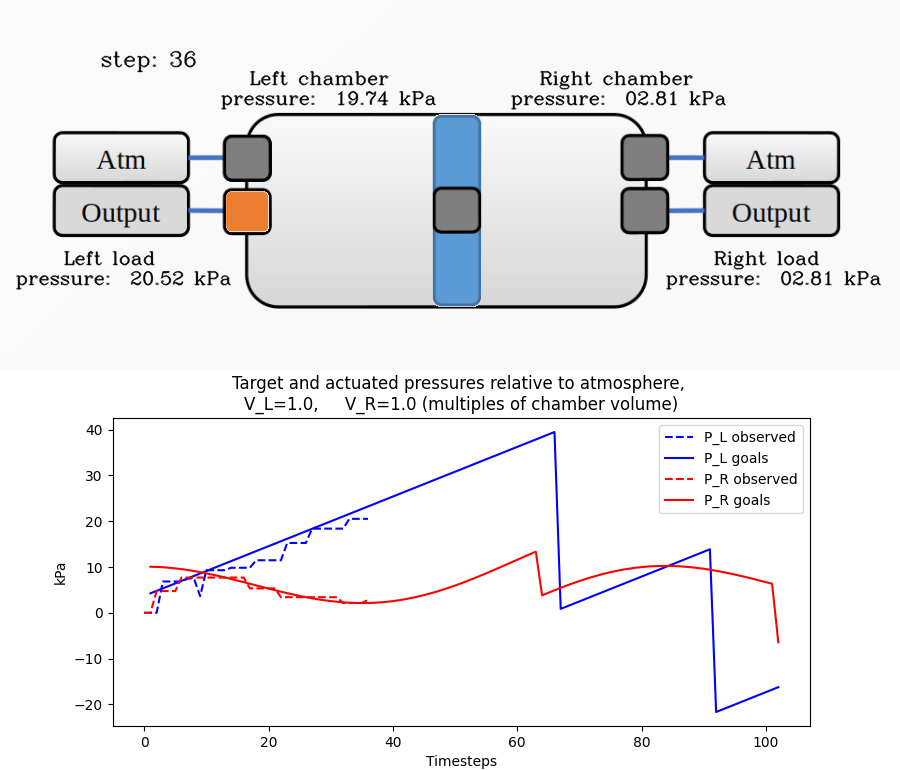 step: 36
Left chamber
pressure: 19.74 kPa
Right chamber
pressure: 02.81 kPa
Atm
Output
Atm
Output
Left load
pressure: 20.52 kPa
Right load
pressure: 02.81 kPa
Target and actuated pressures relative to atmosphere,
V_L=1.0, V_R=1.0 (multiples of chamber volume)
P_L observed
P_L goals
P_R observed
P_R goals
kPa
40
30
20
10
0
−10
−20
0 20 40 60 80 100
Timesteps